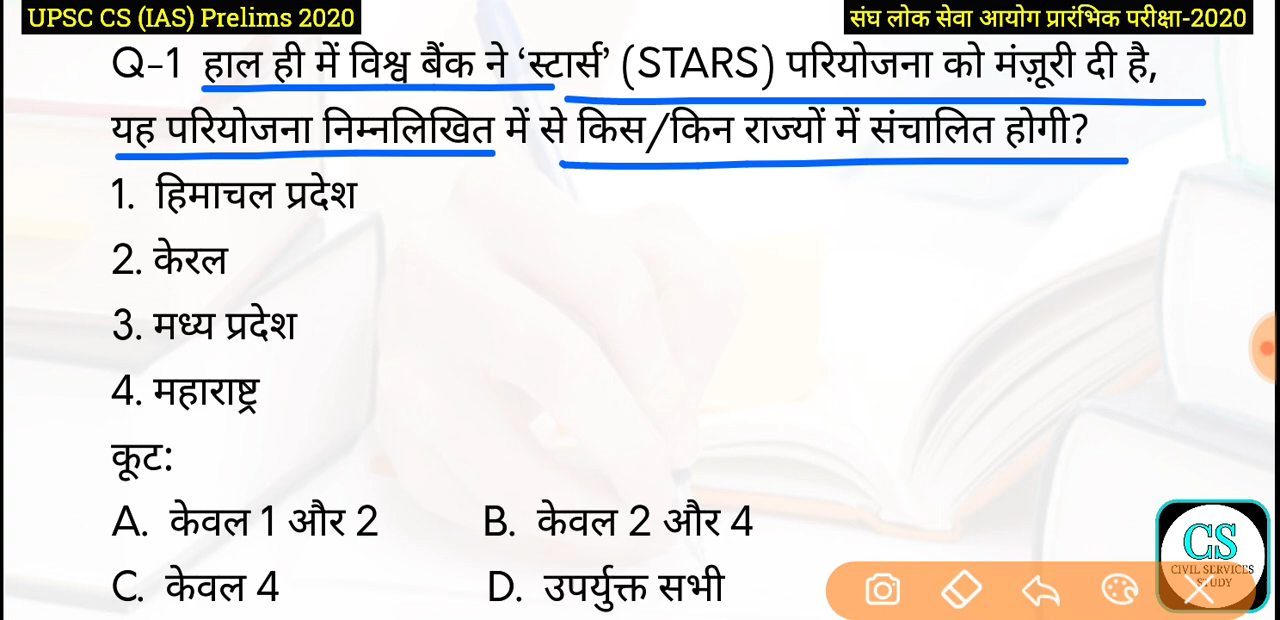 UPSC CS (IAS) Prelims 2020
संघ लोक सेवा आयोग प्रारंभिक परीक्षा-2020
Q-1 हाल ही में विश्व बैंक ने ‘स्टार्स’ (STARS) परियोजना को मंज़ूरी दी है,
यह परियोजना निम्नलिखित में से किस/किन राज्यों में संचालित होगी?
1. हिमाचल प्रदेश
2. केरल
3. मध्य प्रदेश
4. महाराष्ट्र
कूट:
A. केवल 1 और 2
B. केवल 2 और 4
C. केवल 4
D. उपर्युक्त सभी
CS
CIVIL SERVICES
STUDY